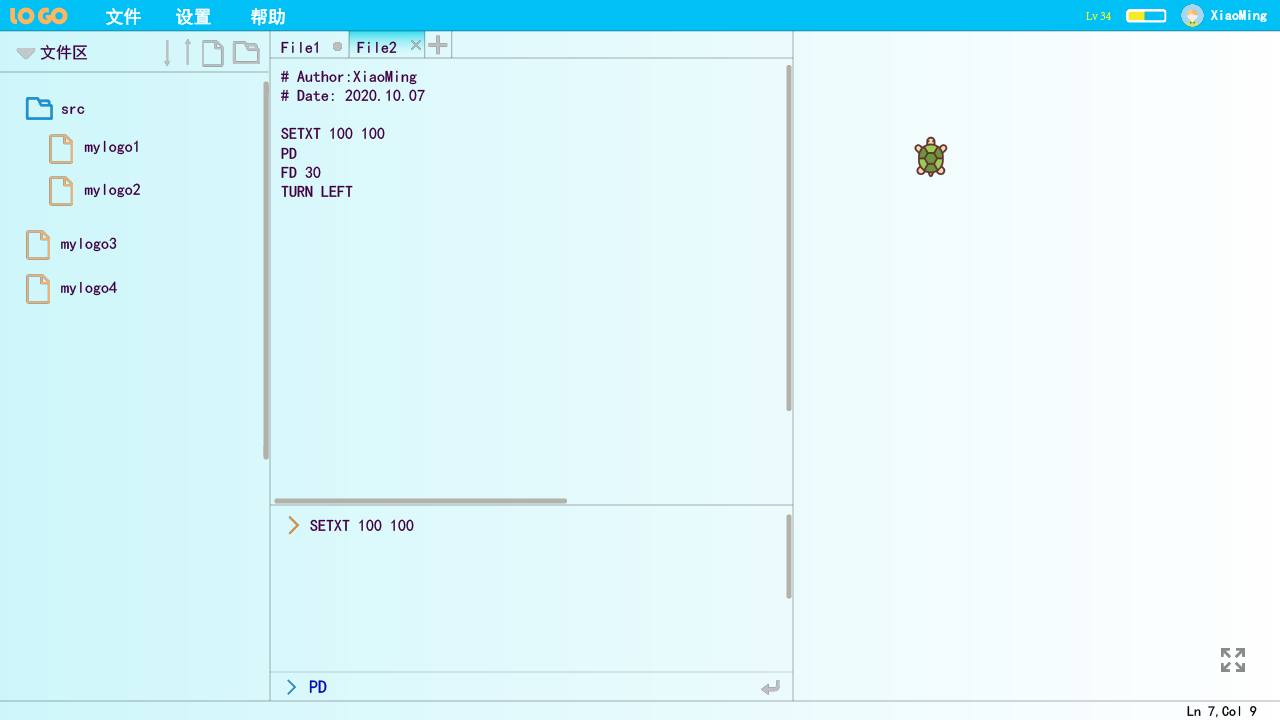 LOGO 文件 设置 帮助 Lv 34 XiaoMing
文件区
src
mylogo1
mylogo2
mylogo3
mylogo4
File1 File2
# Author:XiaoMing
# Date: 2020.10.07
SETXT 100 100
PD
FD 30
TURN LEFT
SETXT 100 100
PD
Ln 7,Col 9